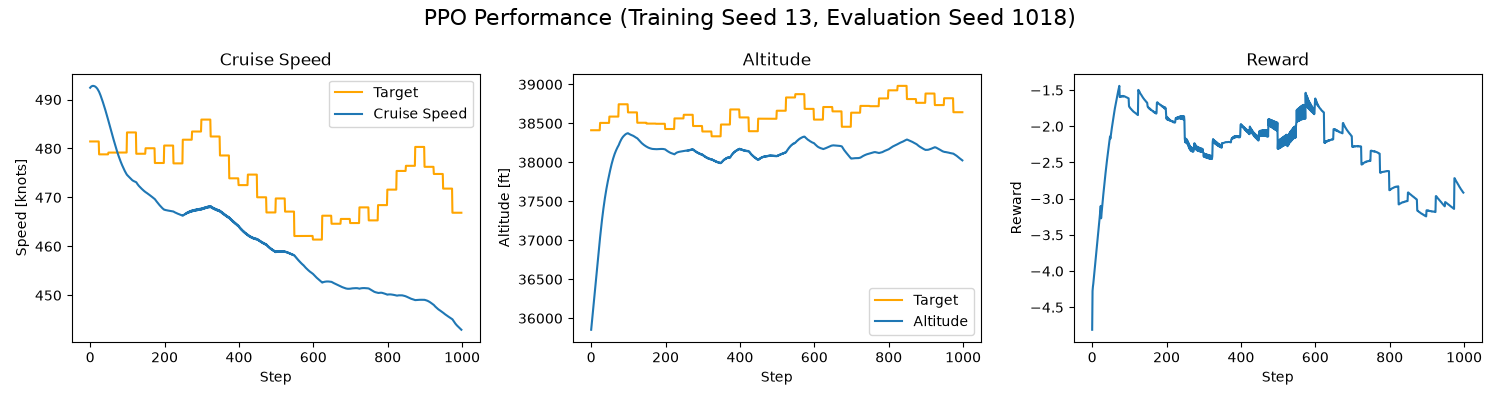 PPO Performance (Training Seed 13, Evaluation Seed 1018)
Cruise Speed
Speed [knots]
490
480
470
460
450
0 200 400 600 800 1000
Step
Target
Cruise Speed
Altitude
Altitude [ft]
39000
38500
38000
37500
37000
36500
36000
0 200 400 600 800 1000
Step
Target
Altitude
Reward
Reward
−1.5
−2.0
−2.5
−3.0
−3.5
−4.0
−4.5
0 200 400 600 800 1000
Step